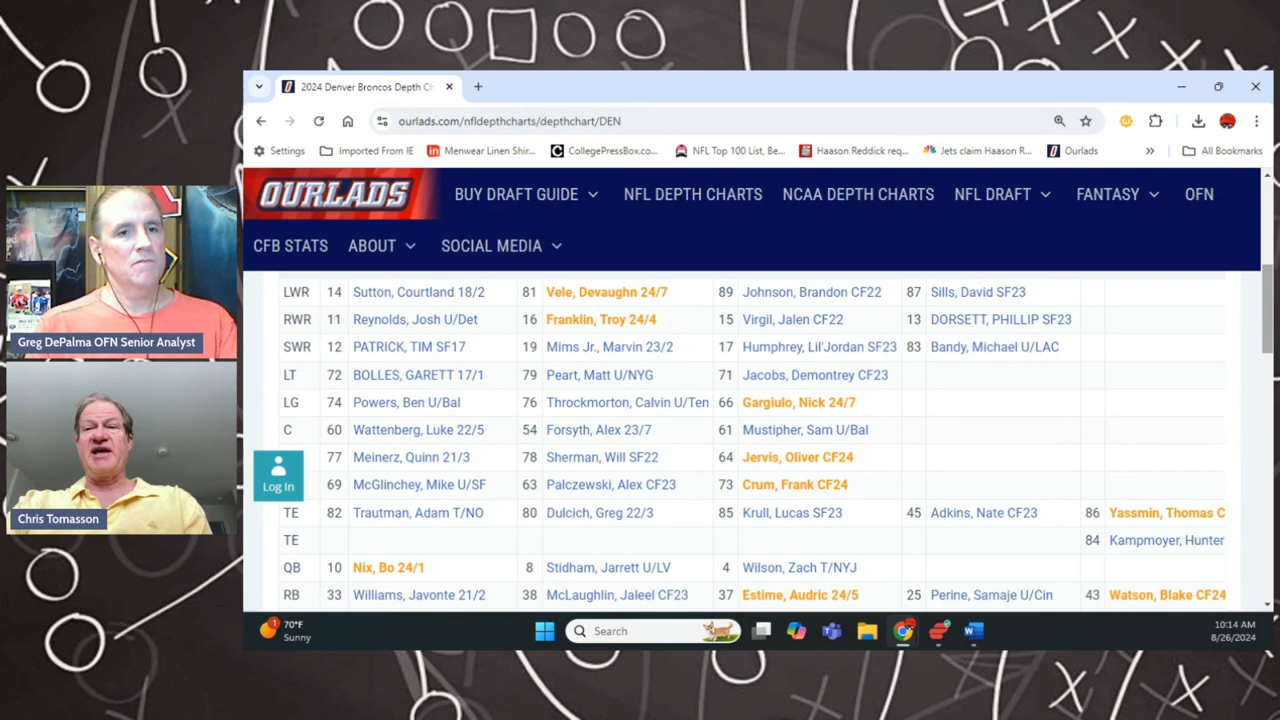 2024 Denver Broncos Depth Ch
ourlads.com/nfldepthcharts/depthchart/DEN
Settings Imported From IE Menwear Linen Shir... CollegePressBox.co... NFL Top 100 List, Be... Haason Reddick req... Jets claim Haason R... Ourlads » All Bookmarks
OURLADS BUY DRAFT GUIDE NFL DEPTH CHARTS NCAA DEPTH CHARTS NFL DRAFT FANTASY OFN
CFB STATS ABOUT SOCIAL MEDIA
LWR 14 Sutton, Courtland 18/2 81 Vele, Devaughn 24/7 89 Johnson, Brandon CF22 87 Sills, David SF23
RWR 11 Reynolds, Josh U/Det 16 Franklin, Troy 24/4 15 Virgil, Jalen CF22 13 DORSETT, PHILLIP SF23
SWR 12 PATRICK, TIM SF17 19 Mims Jr., Marvin 23/2 17 Humphrey, Lil'Jordan SF23 83 Bandy, Michael U/LAC
LT 72 BOLLES, GARETT 17/1 79 Peart, Matt U/NYG 71 Jacobs, Demontrey CF23
LG 74 Powers, Ben U/Bal 76 Throckmorton, Calvin U/Ten 66 Gargiulo, Nick 24/7
C 60 Wattenberg, Luke 22/5 54 Forsyth, Alex 23/7 61 Mustipher, Sam U/Bal
77 Meinerz, Quinn 21/3 78 Sherman, Will SF22 64 Jervis, Oliver CF24
69 McGlinchey, Mike U/SF 63 Palczewski, Alex CF23 73 Crum, Frank CF24
TE 82 Trautman, Adam T/NO 80 Dulcich, Greg 22/3 85 Krull, Lucas SF23 45 Adkins, Nate CF23 86 Yassmin, Thomas C
TE 84 Kampmoyer, Hunter
QB 10 Nix, Bo 24/1 8 Stidham, Jarrett U/LV 4 Wilson, Zach T/NYJ
RB 33 Williams, Javonte 21/2 38 McLaughlin, Jaleel CF23 37 Estime, Audric 24/5 25 Perine, Samaje U/Cin 43 Watson, Blake CF24
Log In
Greg DePalma OFN Senior Analyst
Chris Tomasson
1
70°F
Sunny
Search
10:14 AM
8/26/2024